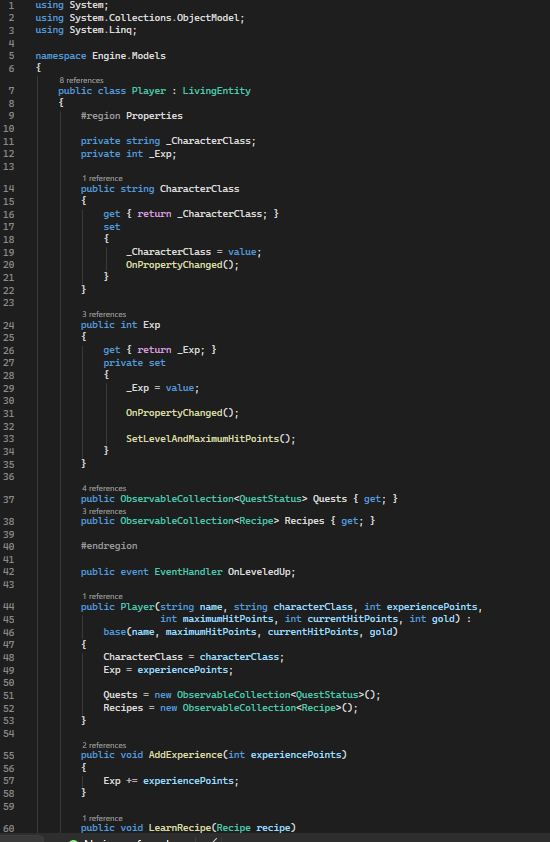 1 using System;
2 using System.Collections.ObjectModel;
3 using System.Linq;
4
5 namespace Engine.Models
6 {
8 references
7 public class Player : LivingEntity
8 {
9 #region Properties
10
11 private string _CharacterClass;
12 private int _Exp;
13
1 reference
14 public string CharacterClass
15 {
16 get { return _CharacterClass; }
17 set
18 {
19 _CharacterClass = value;
20 OnPropertyChanged();
21 }
22 }
23
3 references
24 public int Exp
25 {
26 get { return _Exp; }
27 private set
28 {
29 _Exp = value;
30
31 OnPropertyChanged();
32
33 SetLevelAndMaximumHitPoints();
34 }
35 }
36
4 references
37 public ObservableCollection<QuestStatus> Quests { get; }
3 references
38 public ObservableCollection<Recipe> Recipes { get; }
39
40 #endregion
41
42 public event EventHandler OnLeveledUp;
43
1 reference
44 public Player(string name, string characterClass, int experiencePoints,
45 int maximumHitPoints, int currentHitPoints, int gold) :
46 base(name, maximumHitPoints, currentHitPoints, gold)
47 {
48 CharacterClass = characterClass;
49 Exp = experiencePoints;
50
51 Quests = new ObservableCollection<QuestStatus>();
52 Recipes = new ObservableCollection<Recipe>();
53 }
54
2 references
55 public void AddExperience(int experiencePoints)
56 {
57 Exp += experiencePoints;
58 }
59
1 reference
60 public void LearnRecipe(Recipe recipe)